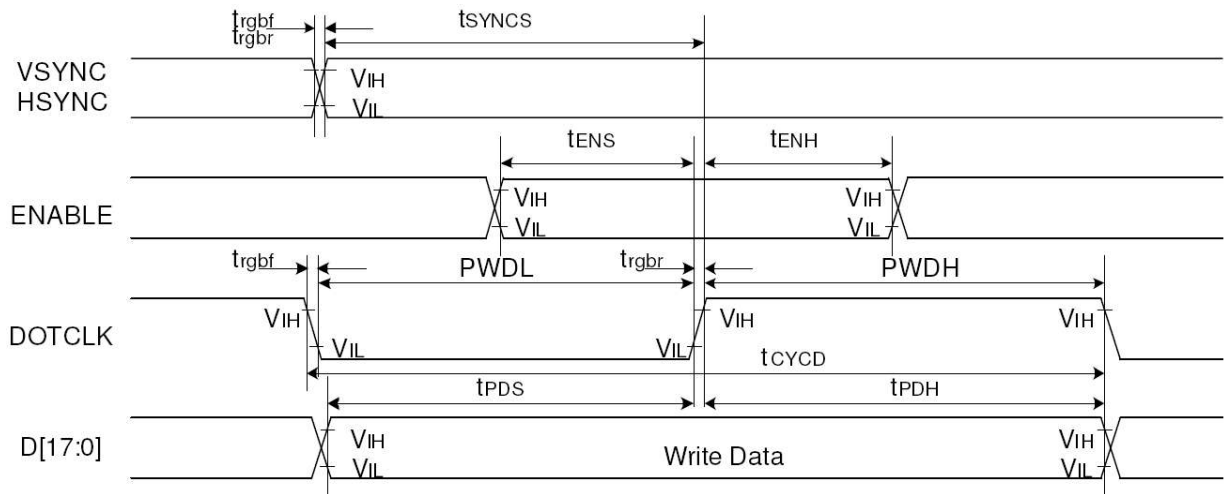 trgbf
trgbr
tSYNCS
VSYNC
HSYNC
VIH
VIL
tENS
tENH
ENABLE
VIH
VIL
VIH
VIL
trgbf
PWDL
trgbr
PWDH
DOTCLK
VIH
VIL
VIL
VIH
VIH
tCYCD
tPDS
tPDH
D[17:0]
VIH
VIL
Write Data
VIH
VIL